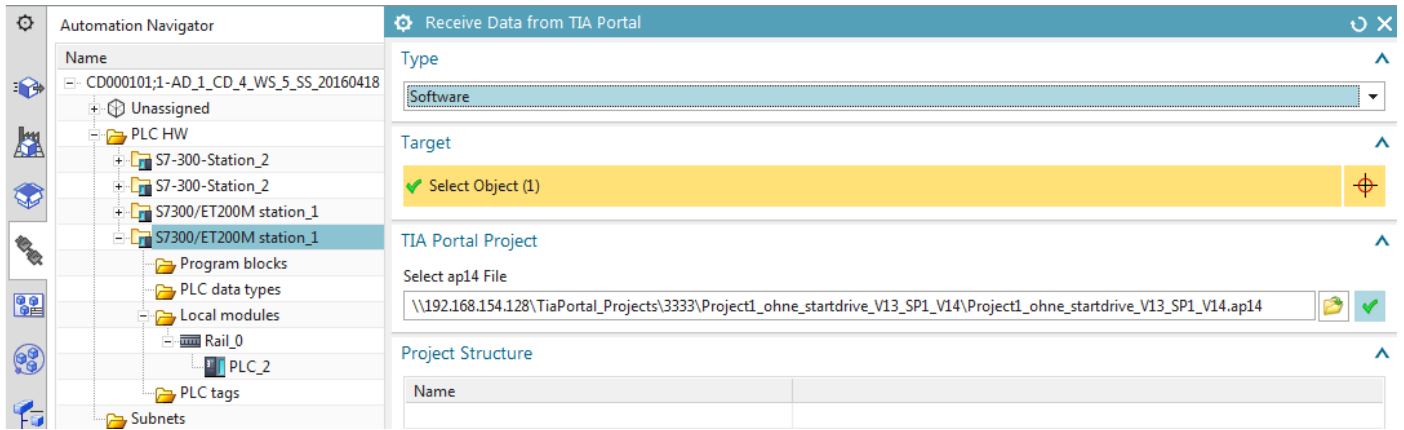 Automation Navigator
Name
CD000101;1-AD_1_CD_4_WS_5_SS_20160418
Unassigned
PLC HW
S7-300-Station_2
S7-300-Station_2
S7300/ET200M station_1
S7300/ET200M station_1
Program blocks
PLC data types
Local modules
Rail_0
PLC_2
PLC tags
Subnets
Receive Data from TIA Portal
Type
Software
Target
Select Object (1)
TIA Portal Project
Select ap14 File
\\192.168.154.128\TiaPortal_Projects\3333\Project1_ohne_startdrive_V13_SP1_V14\Project1_ohne_startdrive_V13_SP1_V14.ap14
Project Structure
Name